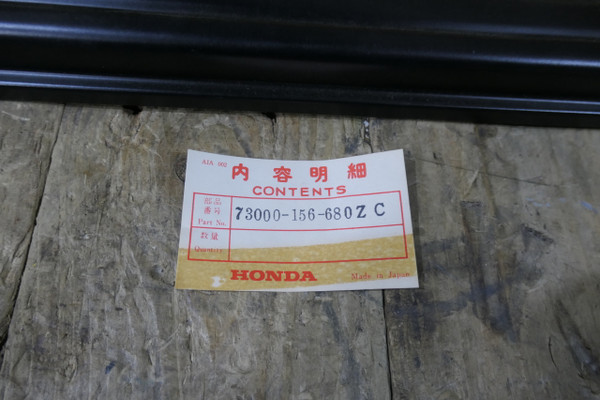 内容明細
CONTENTS
部品
番号
Part No.
73000-156-680ZC
数量
Quantity
HONDA
Made in Japan